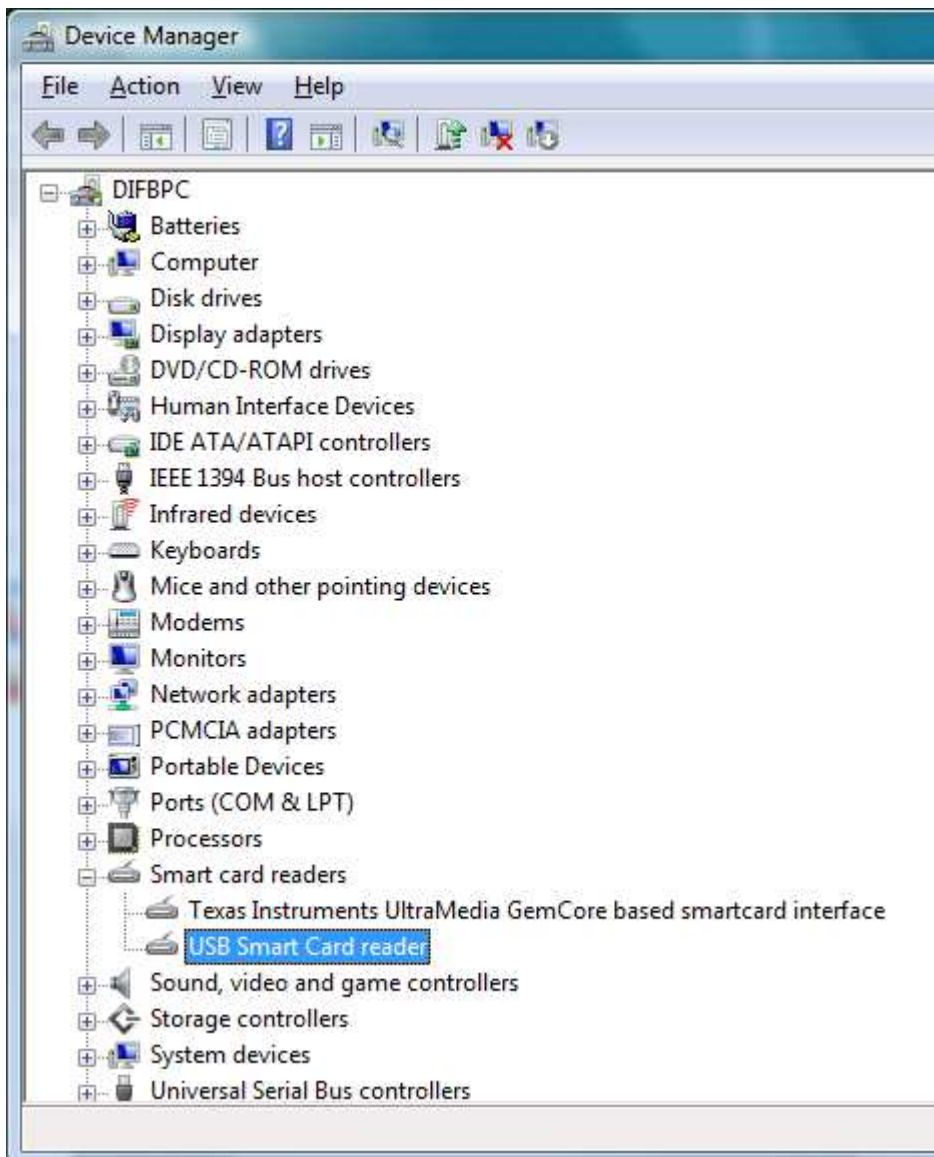 Device Manager
File Action View Help
DIFBPC
Batteries
Computer
Disk drives
Display adapters
DVD/CD-ROM drives
Human Interface Devices
IDE ATA/ATAPI controllers
IEEE 1394 Bus host controllers
Infrared devices
Keyboards
Mice and other pointing devices
Modems
Monitors
Network adapters
PCMCIA adapters
Portable Devices
Ports (COM & LPT)
Processors
Smart card readers
Texas Instruments UltraMedia GemCore based smartcard interface
USB Smart Card reader
Sound, video and game controllers
Storage controllers
System devices
Universal Serial Bus controllers